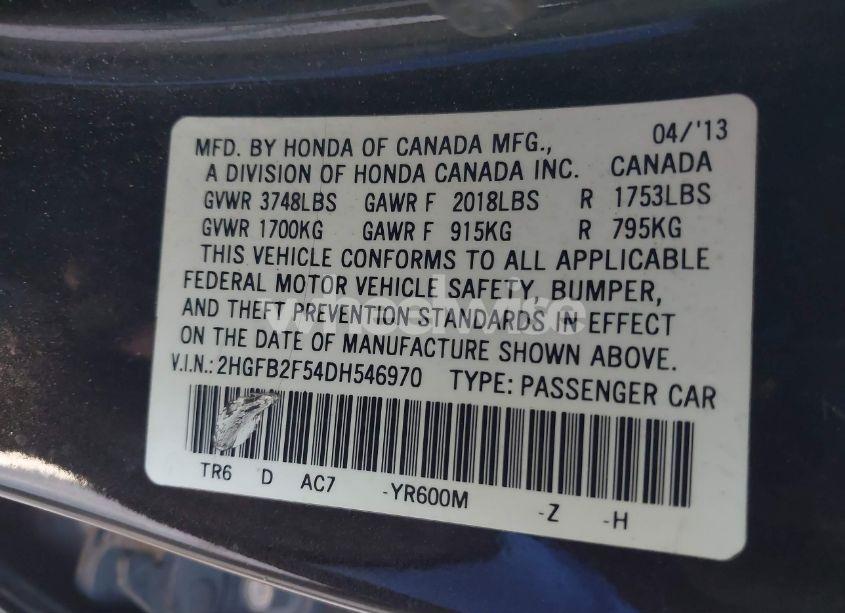 MFD. BY HONDA OF CANADA MFG., 04/'13
A DIVISION OF HONDA CANADA INC. CANADA
GVWR 3748LBS GAWR F 2018LBS R 1753LBS
GVWR 1700KG GAWR F 915KG R 795KG
THIS VEHICLE CONFORMS TO ALL APPLICABLE
FEDERAL MOTOR VEHICLE SAFETY, BUMPER,
AND THEFT PREVENTION STANDARDS IN EFFECT
ON THE DATE OF MANUFACTURE SHOWN ABOVE.
V.I.N.: 2HGFB2F54DH546970 TYPE: PASSENGER CAR
TR6 D AC7 -YR600M -Z -H
wheelwire